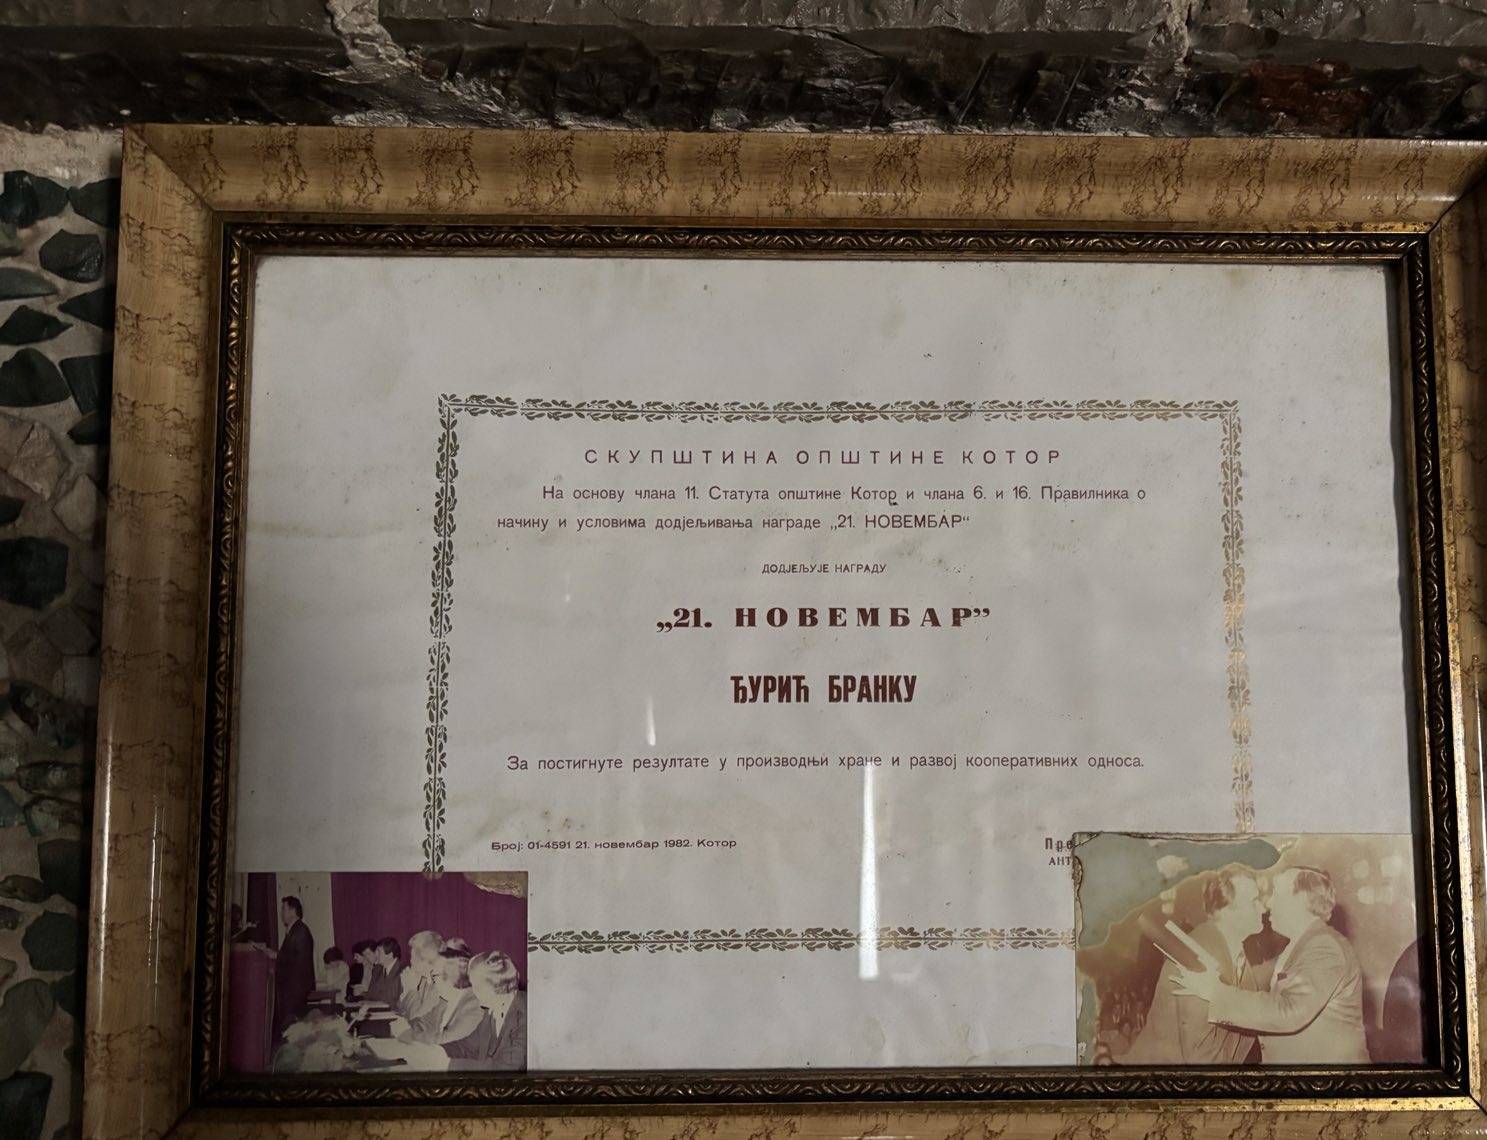 СКУПШТИНА ОПШТИНЕ КОТОР
На основу члана 11. Статута општине Котор и члана 6. и 16. Правилника о
начину и условима додјељивања награде „21. НОВЕМБАР“
ДОДЈЕЉУЈЕ НАГРАДУ
„21. НОВЕМБАР”
ЂУРИЋ БРАНКУ
За постигнуте резултате у производњи хране и развој кооперативних односа.
Број: 01-4591 21. новембар 1982. Котор